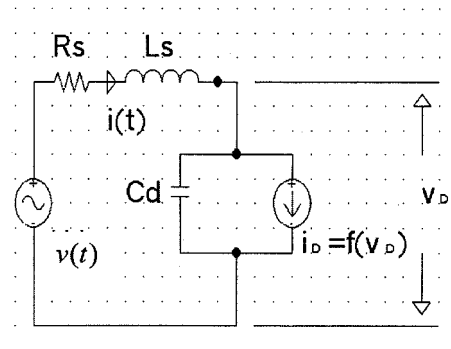 Rs Ls
i(t)
Cd
v(t)
iD =f(vD)
vD